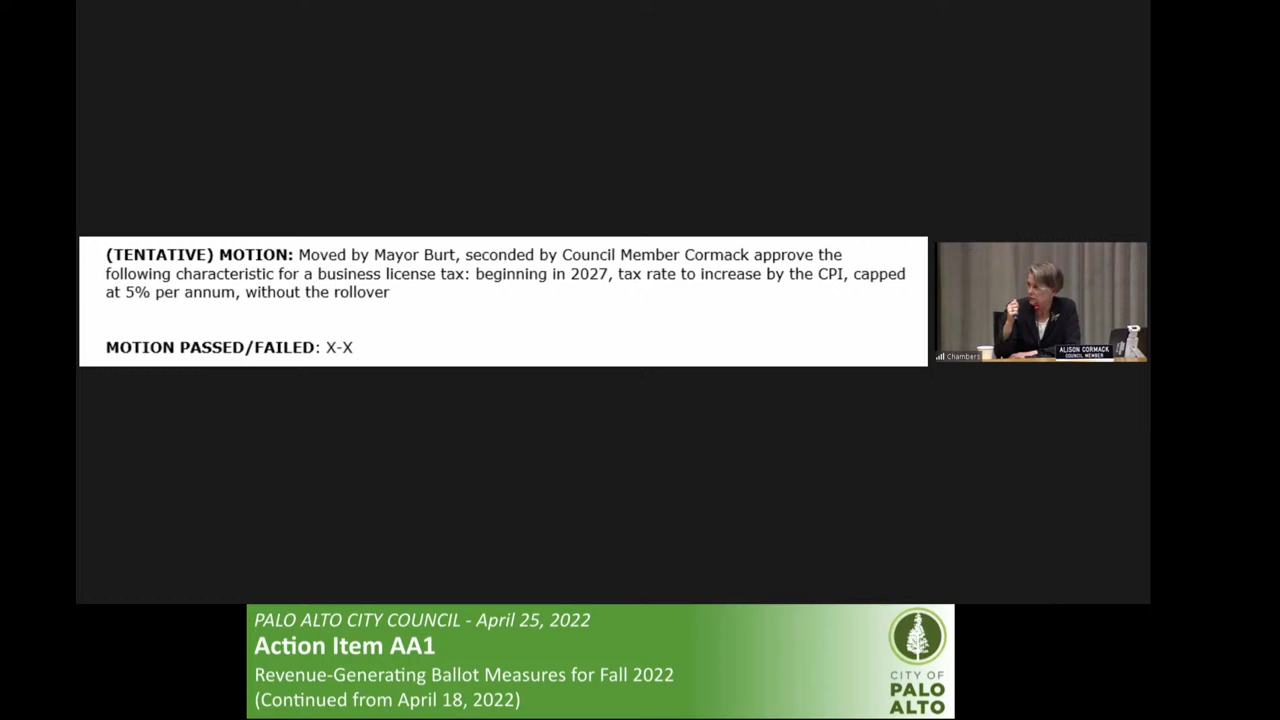 (TENTATIVE) MOTION: Moved by Mayor Burt, seconded by Council Member Cormack approve the
following characteristic for a business license tax: beginning in 2027, tax rate to increase by the CPI, capped
at 5% per annum, without the rollover
MOTION PASSED/FAILED: X-X
Chambers
ALISON CORMACK
COUNCIL MEMBER
PALO ALTO CITY COUNCIL - April 25, 2022
Action Item AA1
Revenue-Generating Ballot Measures for Fall 2022
(Continued from April 18, 2022)
CITY OF
PALO
ALTO